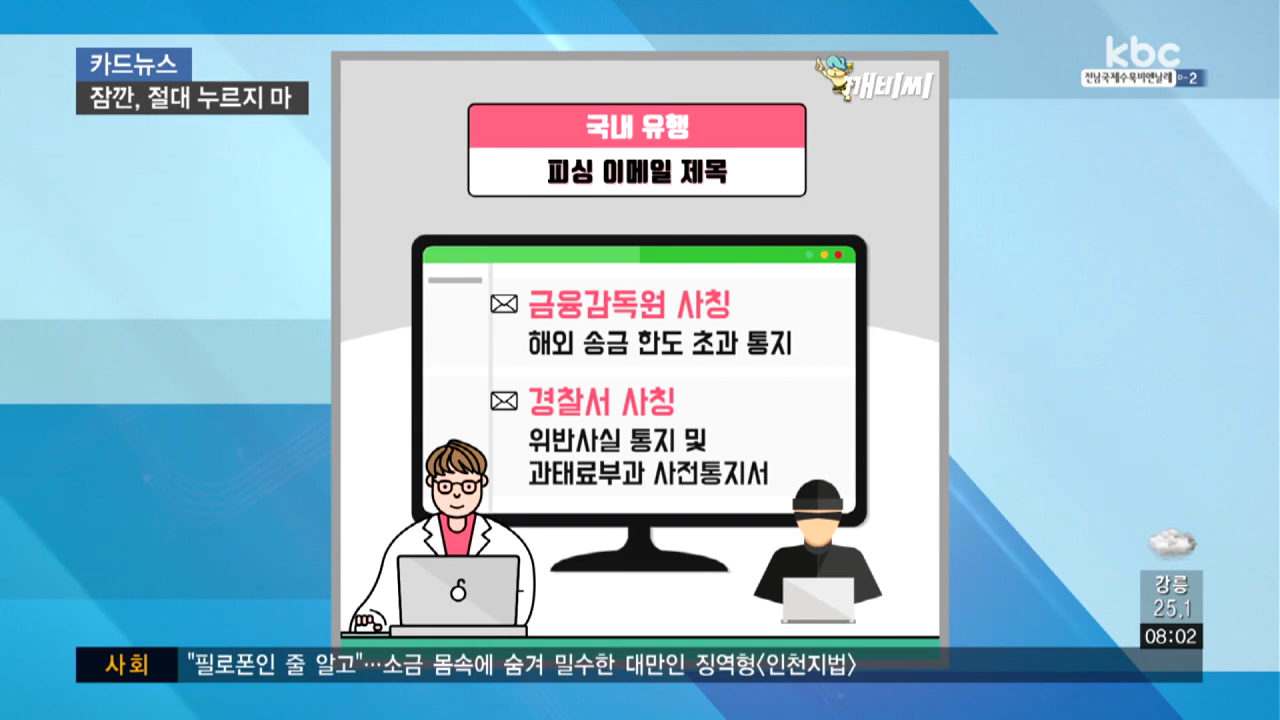 카드뉴스
잠깐, 절대 누르지 마
kbc
전남국제수묵비엔날레 D-2
깨비씨
국내 유행
피싱 이메일 제목
금융감독원 사칭
해외 송금 한도 초과 통지
경찰서 사칭
위반사실 통지 및
과태료부과 사전통지서
강릉
25.1
08:02
사회
"필로폰인 줄 알고"…소금 몸속에 숨겨 밀수한 대만인 징역형<인천지법>